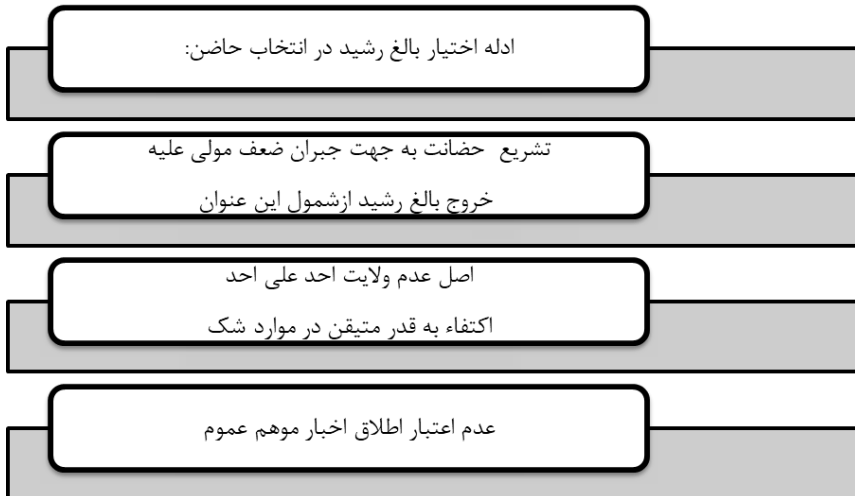 ادله اختیار بالغ رشید در انتخاب حاضن:
تشریع حضانت به جهت جبران ضعف مولی علیه
خروج بالغ رشید ازشمول این عنوان
اصل عدم ولایت احد علی احد
اکتفاء به قدر متیقن در موارد شک
عدم اعتبار اطلاق اخبار موهم عموم